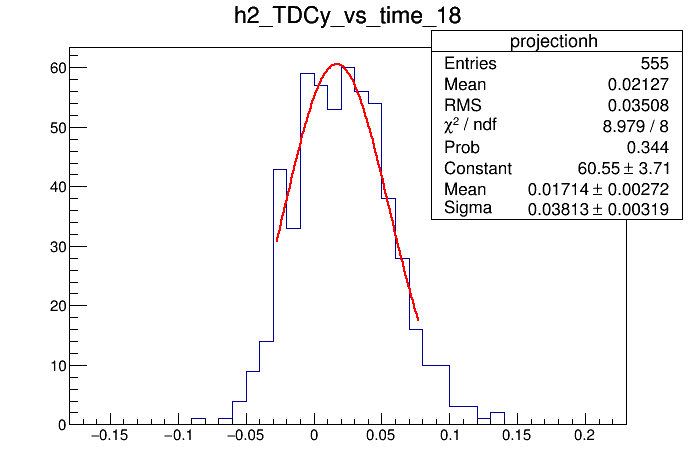 h2_TDCy_vs_time_18
projectionh
Entries 555
Mean 0.02127
RMS 0.03508
χ² / ndf 8.979 / 8
Prob 0.344
Constant 60.55 ± 3.71
Mean 0.01714 ± 0.00272
Sigma 0.03813 ± 0.00319
60
50
40
30
20
10
0
−0.15 −0.1 −0.05 0 0.05 0.1 0.15 0.2